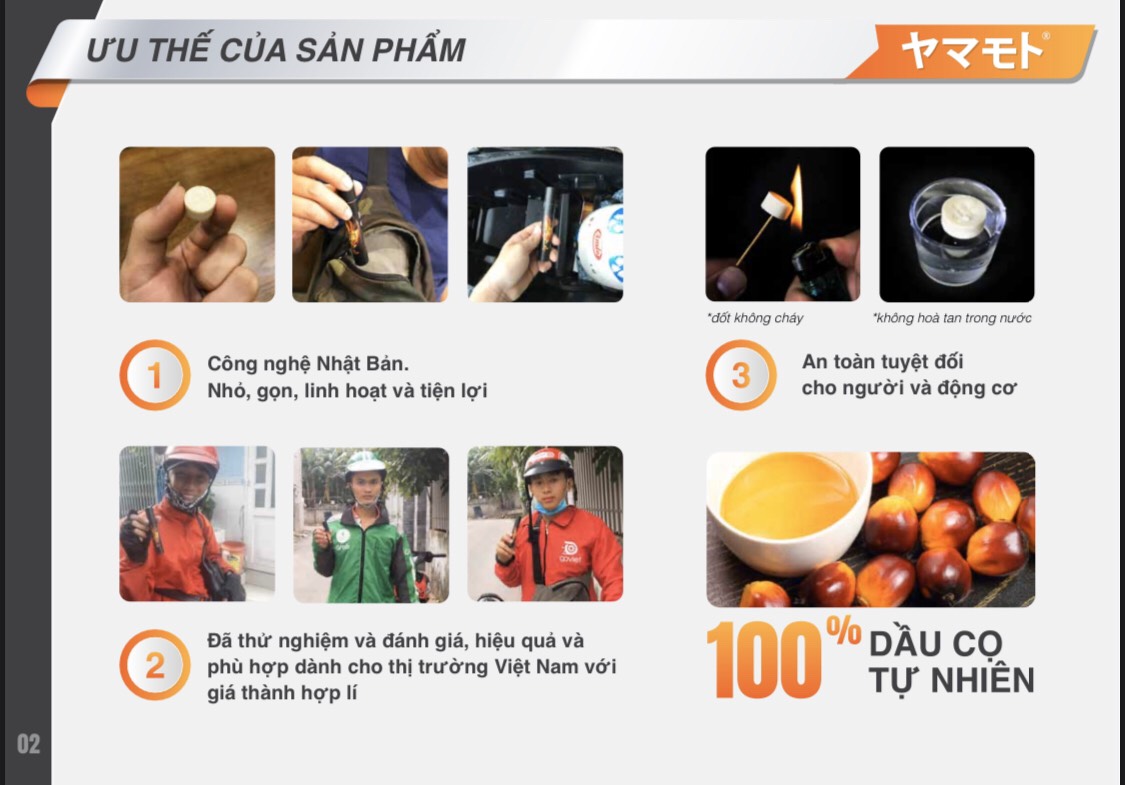 ƯU THẾ CỦA SẢN PHẨM
ヤマモト®
*đốt không cháy
*không hoà tan trong nước
1
Công nghệ Nhật Bản.
Nhỏ, gọn, linh hoạt và tiện lợi
3
An toàn tuyệt đối
cho người và động cơ
2
Đã thử nghiệm và đánh giá, hiệu quả và
phù hợp dành cho thị trường Việt Nam với
giá thành hợp lí
100%
DẦU CỌ
TỰ NHIÊN
02